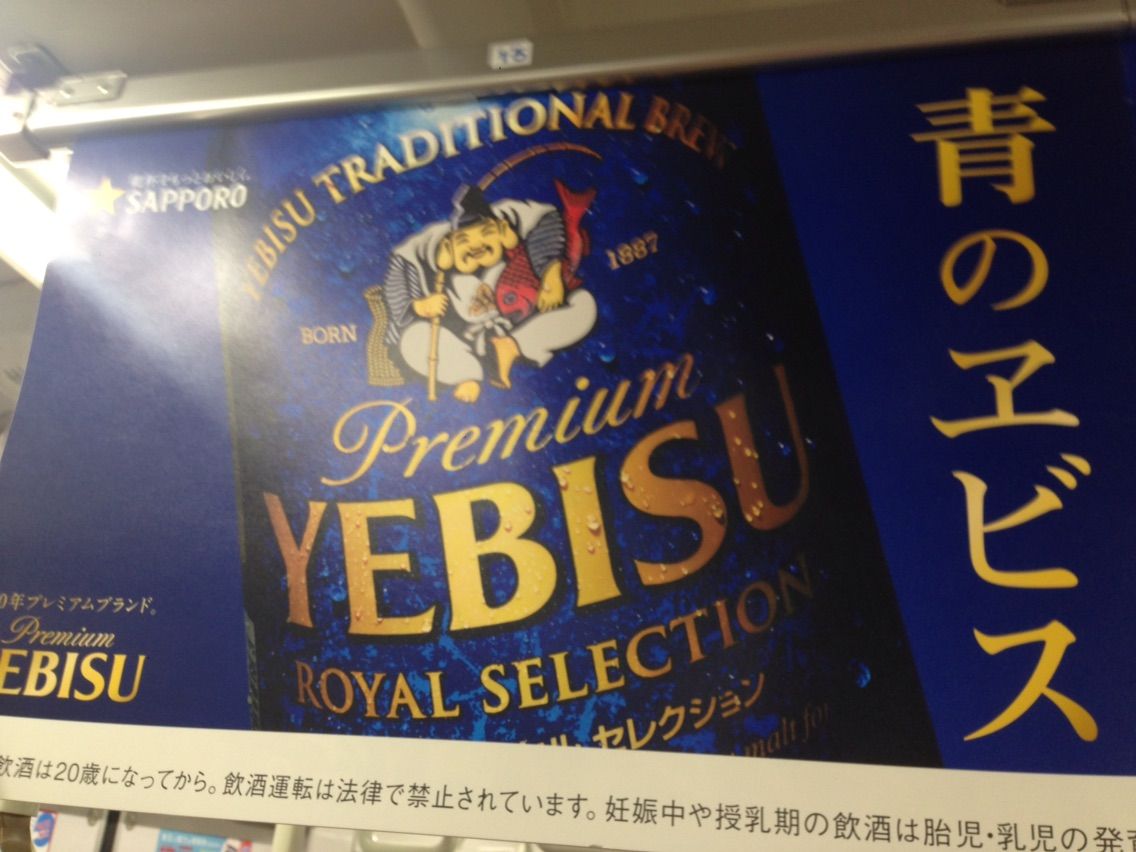 SAPPORO
YEBISU TRADITIONAL BREW
BORN
1887
Premium
YEBISU
ROYAL SELECTION
セレクション
malt for
青のヱビス
年プレミアムブランド。
Premium
EBISU
飲酒は20歳になってから。飲酒運転は法律で禁止されています。妊娠中や授乳期の飲酒は胎児・乳児の発育